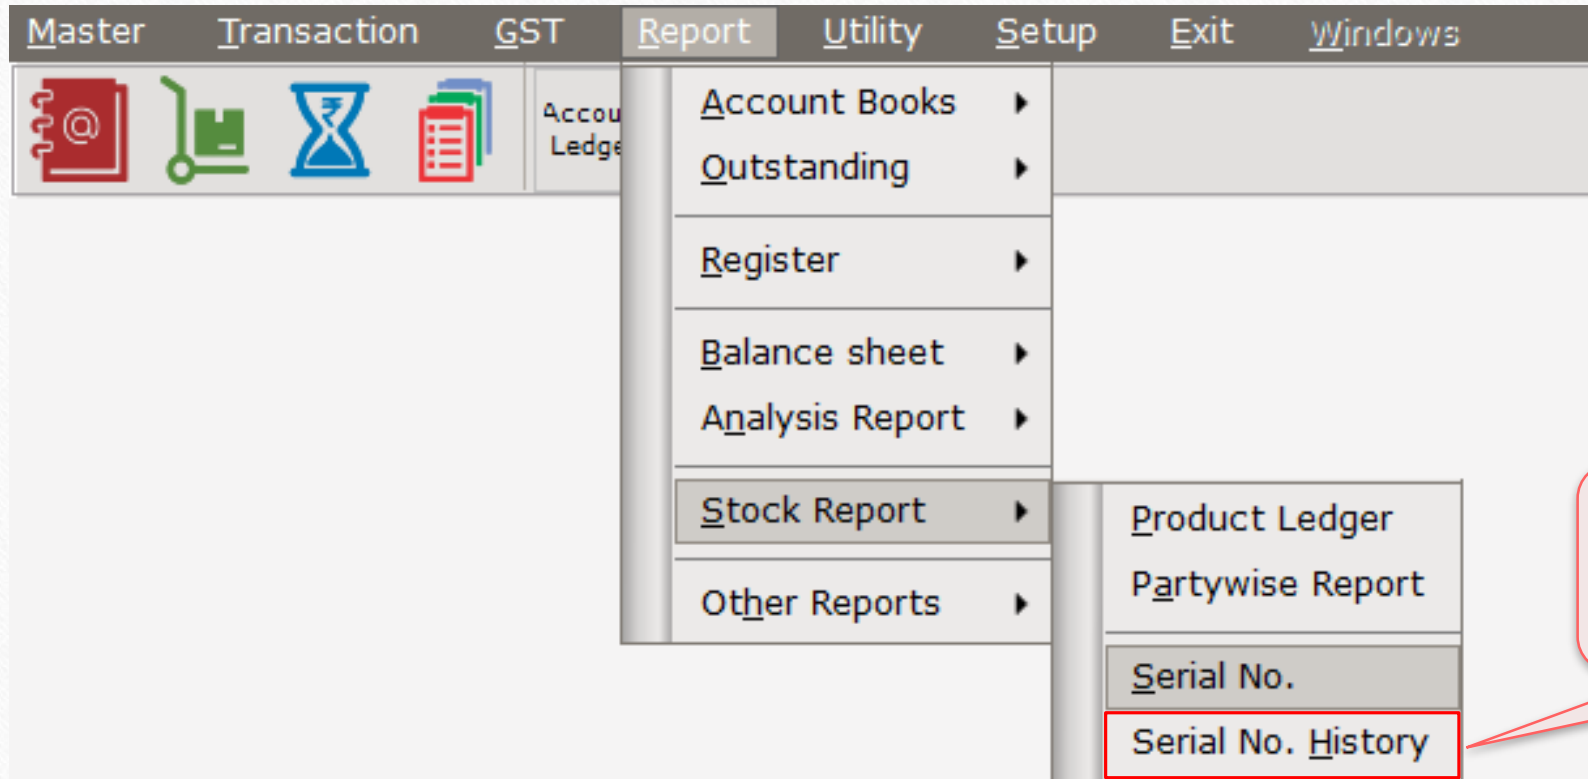 Master Transaction GST Report Utility Setup Exit Windows
@
₹
Accou
Ledge
Account Books
Outstanding
Register
Balance sheet
Analysis Report
Stock Report
Other Reports
Product Ledger
Partywise Report
Serial No.
Serial No. History